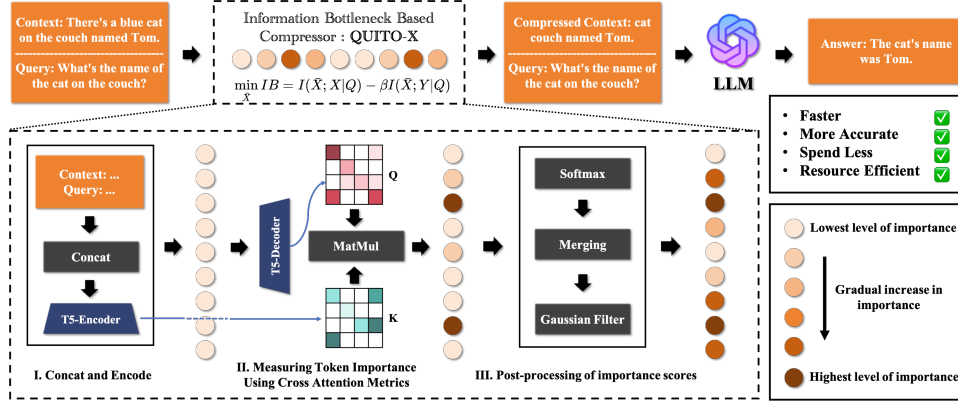 Context: There's a blue cat
on the couch named Tom.
Query: What's the name of
the cat on the couch?
Information Bottleneck Based
Compressor : QUITO-X
min IB = I(X̃; X|Q) − βI(X̃; Y|Q)
X̃
Compressed Context: cat
couch named Tom.
Query: What's the name of
the cat on the couch?
LLM
Answer: The cat's name
was Tom.
• Faster ✅
• More Accurate ✅
• Spend Less ✅
• Resource Efficient ✅
Context: ...
Query: ...
Concat
T5-Encoder
I. Concat and Encode
T5-Decoder
Q
MatMul
K
II. Measuring Token Importance
Using Cross Attention Metrics
Softmax
Merging
Gaussian Filter
III. Post-processing of importance scores
Lowest level of importance
Gradual increase in
importance
Highest level of importance